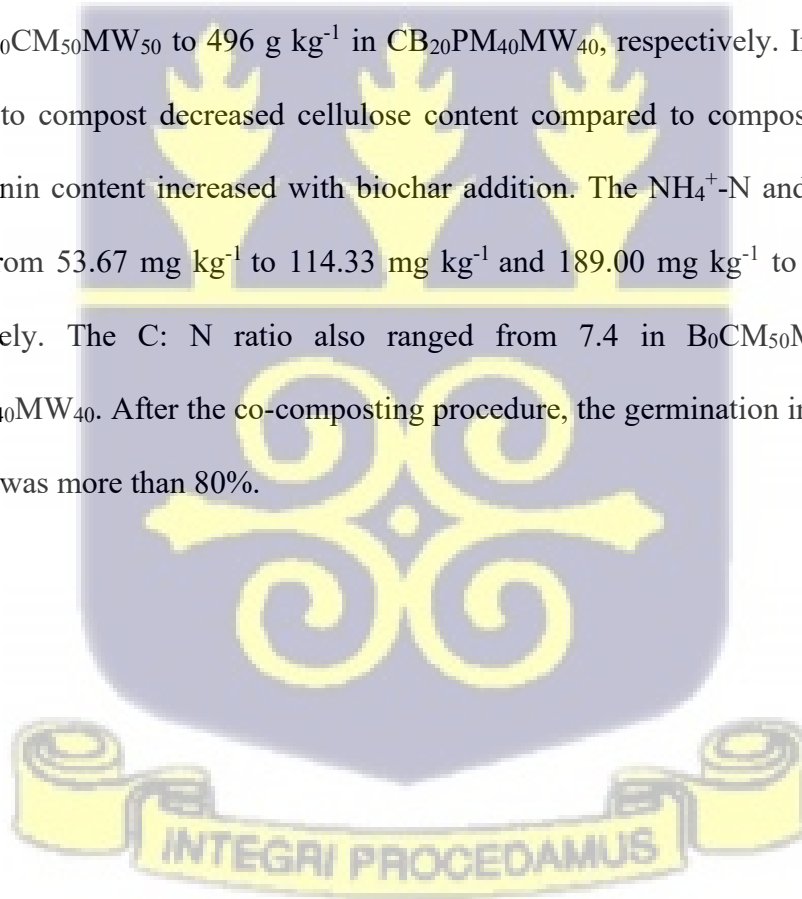 0CM₅₀MW₅₀ to 496 g kg⁻¹ in CB₂₀PM₄₀MW₄₀, respectively. I
to compost decreased cellulose content compared to compos
nin content increased with biochar addition. The NH₄⁺-N and
rom 53.67 mg kg⁻¹ to 114.33 mg kg⁻¹ and 189.00 mg kg⁻¹ to
ely. The C: N ratio also ranged from 7.4 in B₀CM₅₀M
₄₀MW₄₀. After the co-composting procedure, the germination in
was more than 80%.
INTEGRI PROCEDAMUS